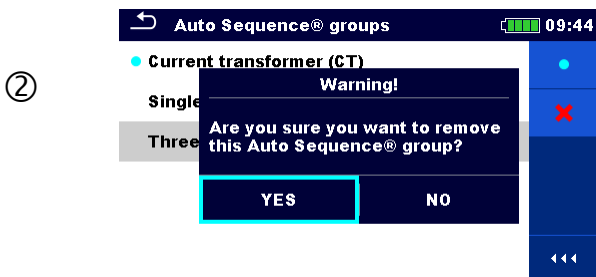 Auto Sequence® groups 09:44
②
Current transformer (CT)
Single
Three
Warning!
Are you sure you want to remove
this Auto Sequence® group?
YES NO